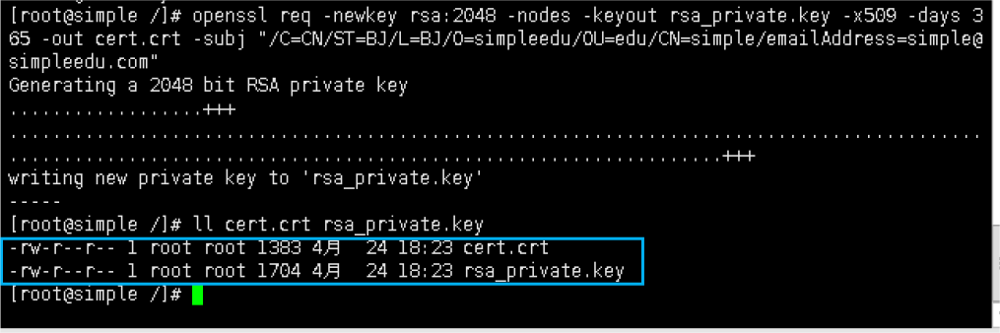 [root@simple /]# openssl req -newkey rsa:2048 -nodes -keyout rsa_private.key -x509 -days 3
65 -out cert.crt -subj "/C=CN/ST=BJ/L=BJ/O=simpleedu/OU=edu/CN=simple/emailAddress=simple@
simpleedu.com"
Generating a 2048 bit RSA private key
..................+++
....................................................................................
..............................................................+++
writing new private key to 'rsa_private.key'
-----
[root@simple /]# ll cert.crt rsa_private.key
-rw-r--r-- 1 root root 1383 4月  24 18:23 cert.crt
-rw-r--r-- 1 root root 1704 4月  24 18:23 rsa_private.key
[root@simple /]#